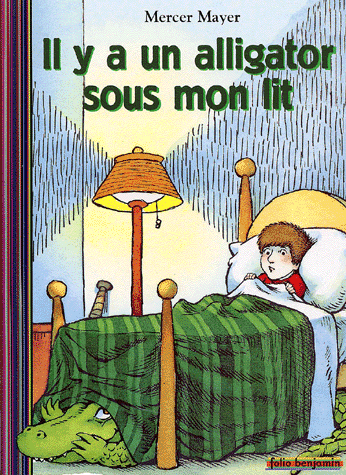 Mercer Mayer
Il y a un alligator
sous mon lit
folio benjamin